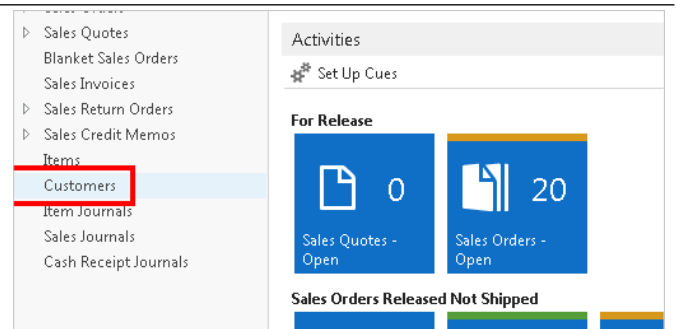 Sales Quotes
Blanket Sales Orders
Sales Invoices
Sales Return Orders
Sales Credit Memos
Items
Customers
Item Journals
Sales Journals
Cash Receipt Journals
Activities
Set Up Cues
For Release
0
Sales Quotes -
Open
20
Sales Orders -
Open
Sales Orders Released Not Shipped